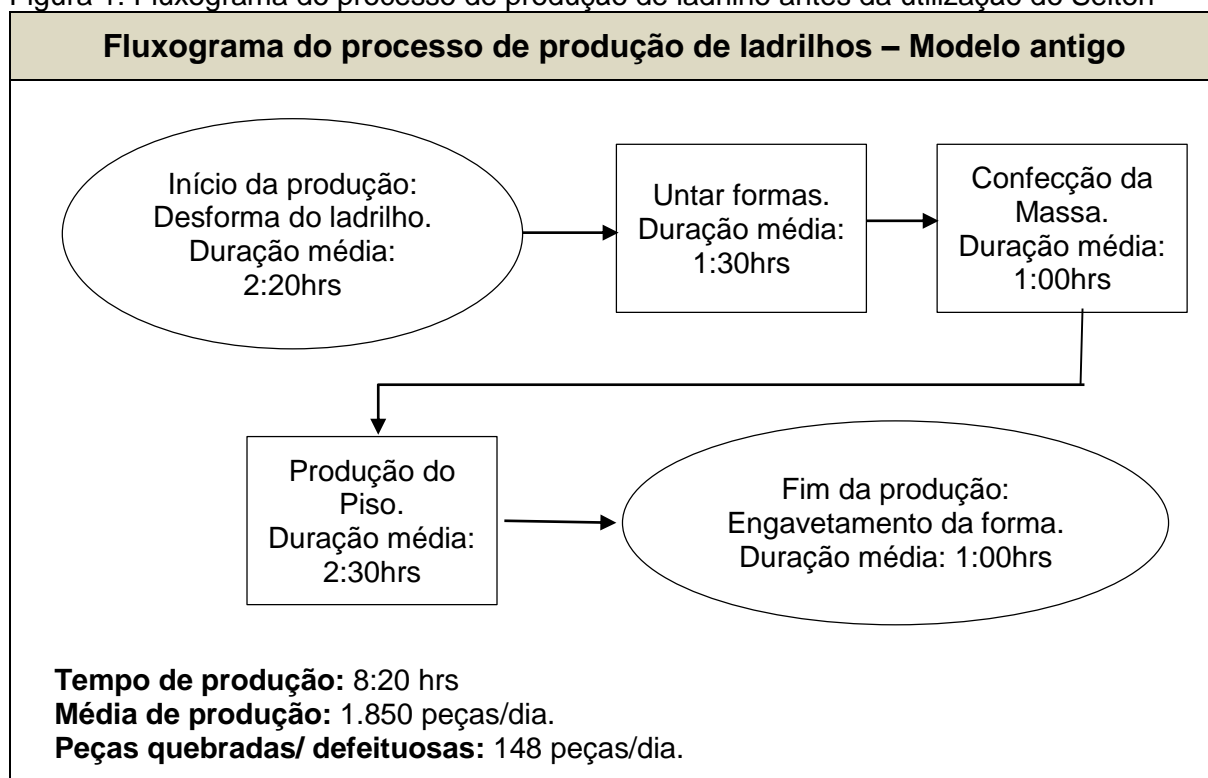 Figura 1: Fluxograma do processo de produção de ladrilho antes da utilização do Seiton
Fluxograma do processo de produção de ladrilhos – Modelo antigo
Início da produção:
Desforma do ladrilho.
Duração média:
2:20hrs
Untar formas.
Duração média:
1:30hrs
Confecção da
Massa.
Duração média:
1:00hrs
Produção do
Piso.
Duração média:
2:30hrs
Fim da produção:
Engavetamento da forma.
Duração média: 1:00hrs
Tempo de produção: 8:20 hrs
Média de produção: 1.850 peças/dia.
Peças quebradas/ defeituosas: 148 peças/dia.